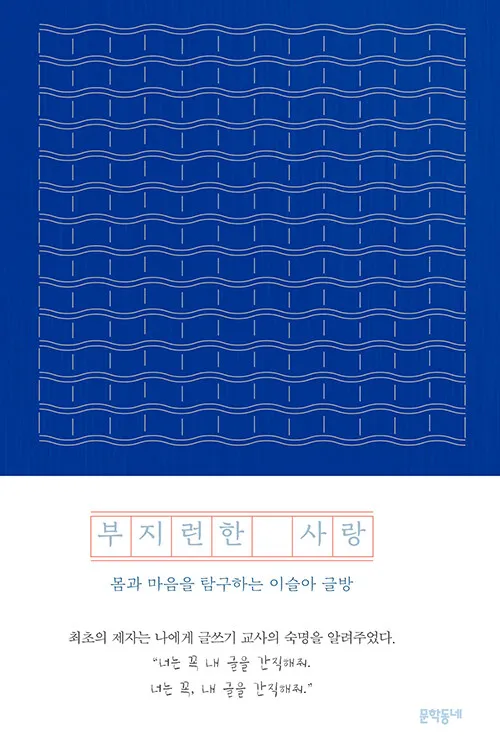 부지런한 사랑
몸과 마음을 탐구하는 이슬아 글방
최초의 제자는 나에게 글쓰기 교사의 숙명을 알려주었다.
“너는 꼭 내 글을 간직해줘.
너는 꼭, 내 글을 간직해줘.”
문학동네